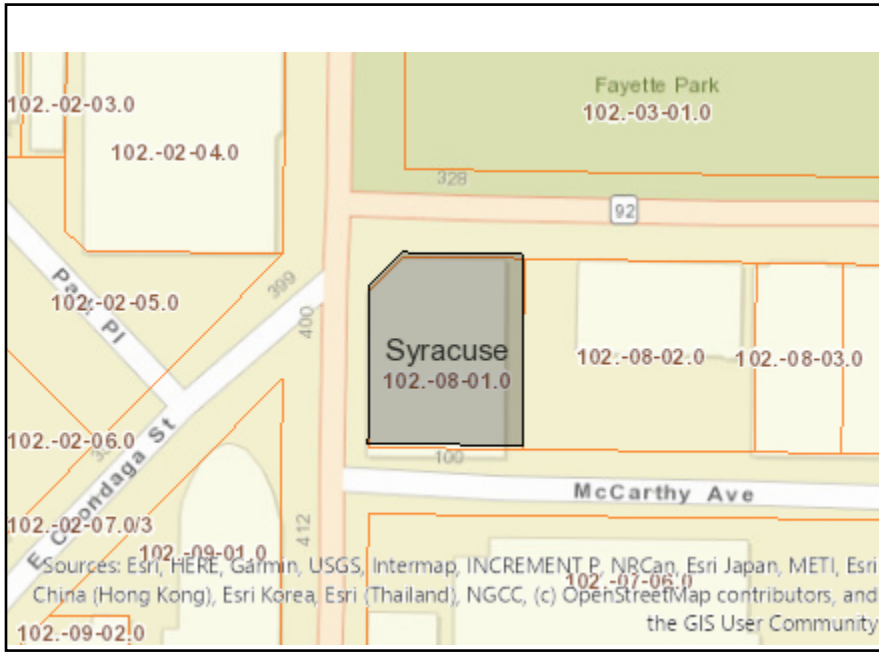 Fayette Park
102.-03-01.0
102.-02-03.0
102.-02-04.0
328
92
399
Park Pl
102.-02-05.0
400
Syracuse
102.-08-01.0
102.-08-02.0
102.-08-03.0
102.-02-06.0
100
E Onondaga St
McCarthy Ave
102.-02-07.0/3
412
102.-09-01.0
102.-07-06.0
Sources: Esri, HERE, Garmin, USGS, Intermap, INCREMENT P, NRCan, Esri Japan, METI, Esri
China (Hong Kong), Esri Korea, Esri (Thailand), NGCC, (c) OpenStreetMap contributors, and
the GIS User Community
102.-09-02.0